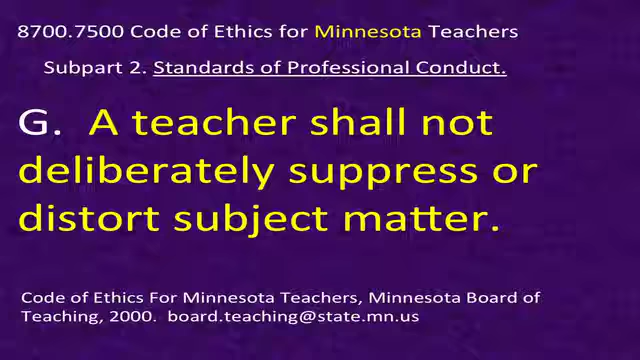 8700.7500 Code of Ethics for Minnesota Teachers
Subpart 2. Standards of Professional Conduct.
G. A teacher shall not
deliberately suppress or
distort subject matter.
Code of Ethics For Minnesota Teachers, Minnesota Board of
Teaching, 2000. board.teaching@state.mn.us